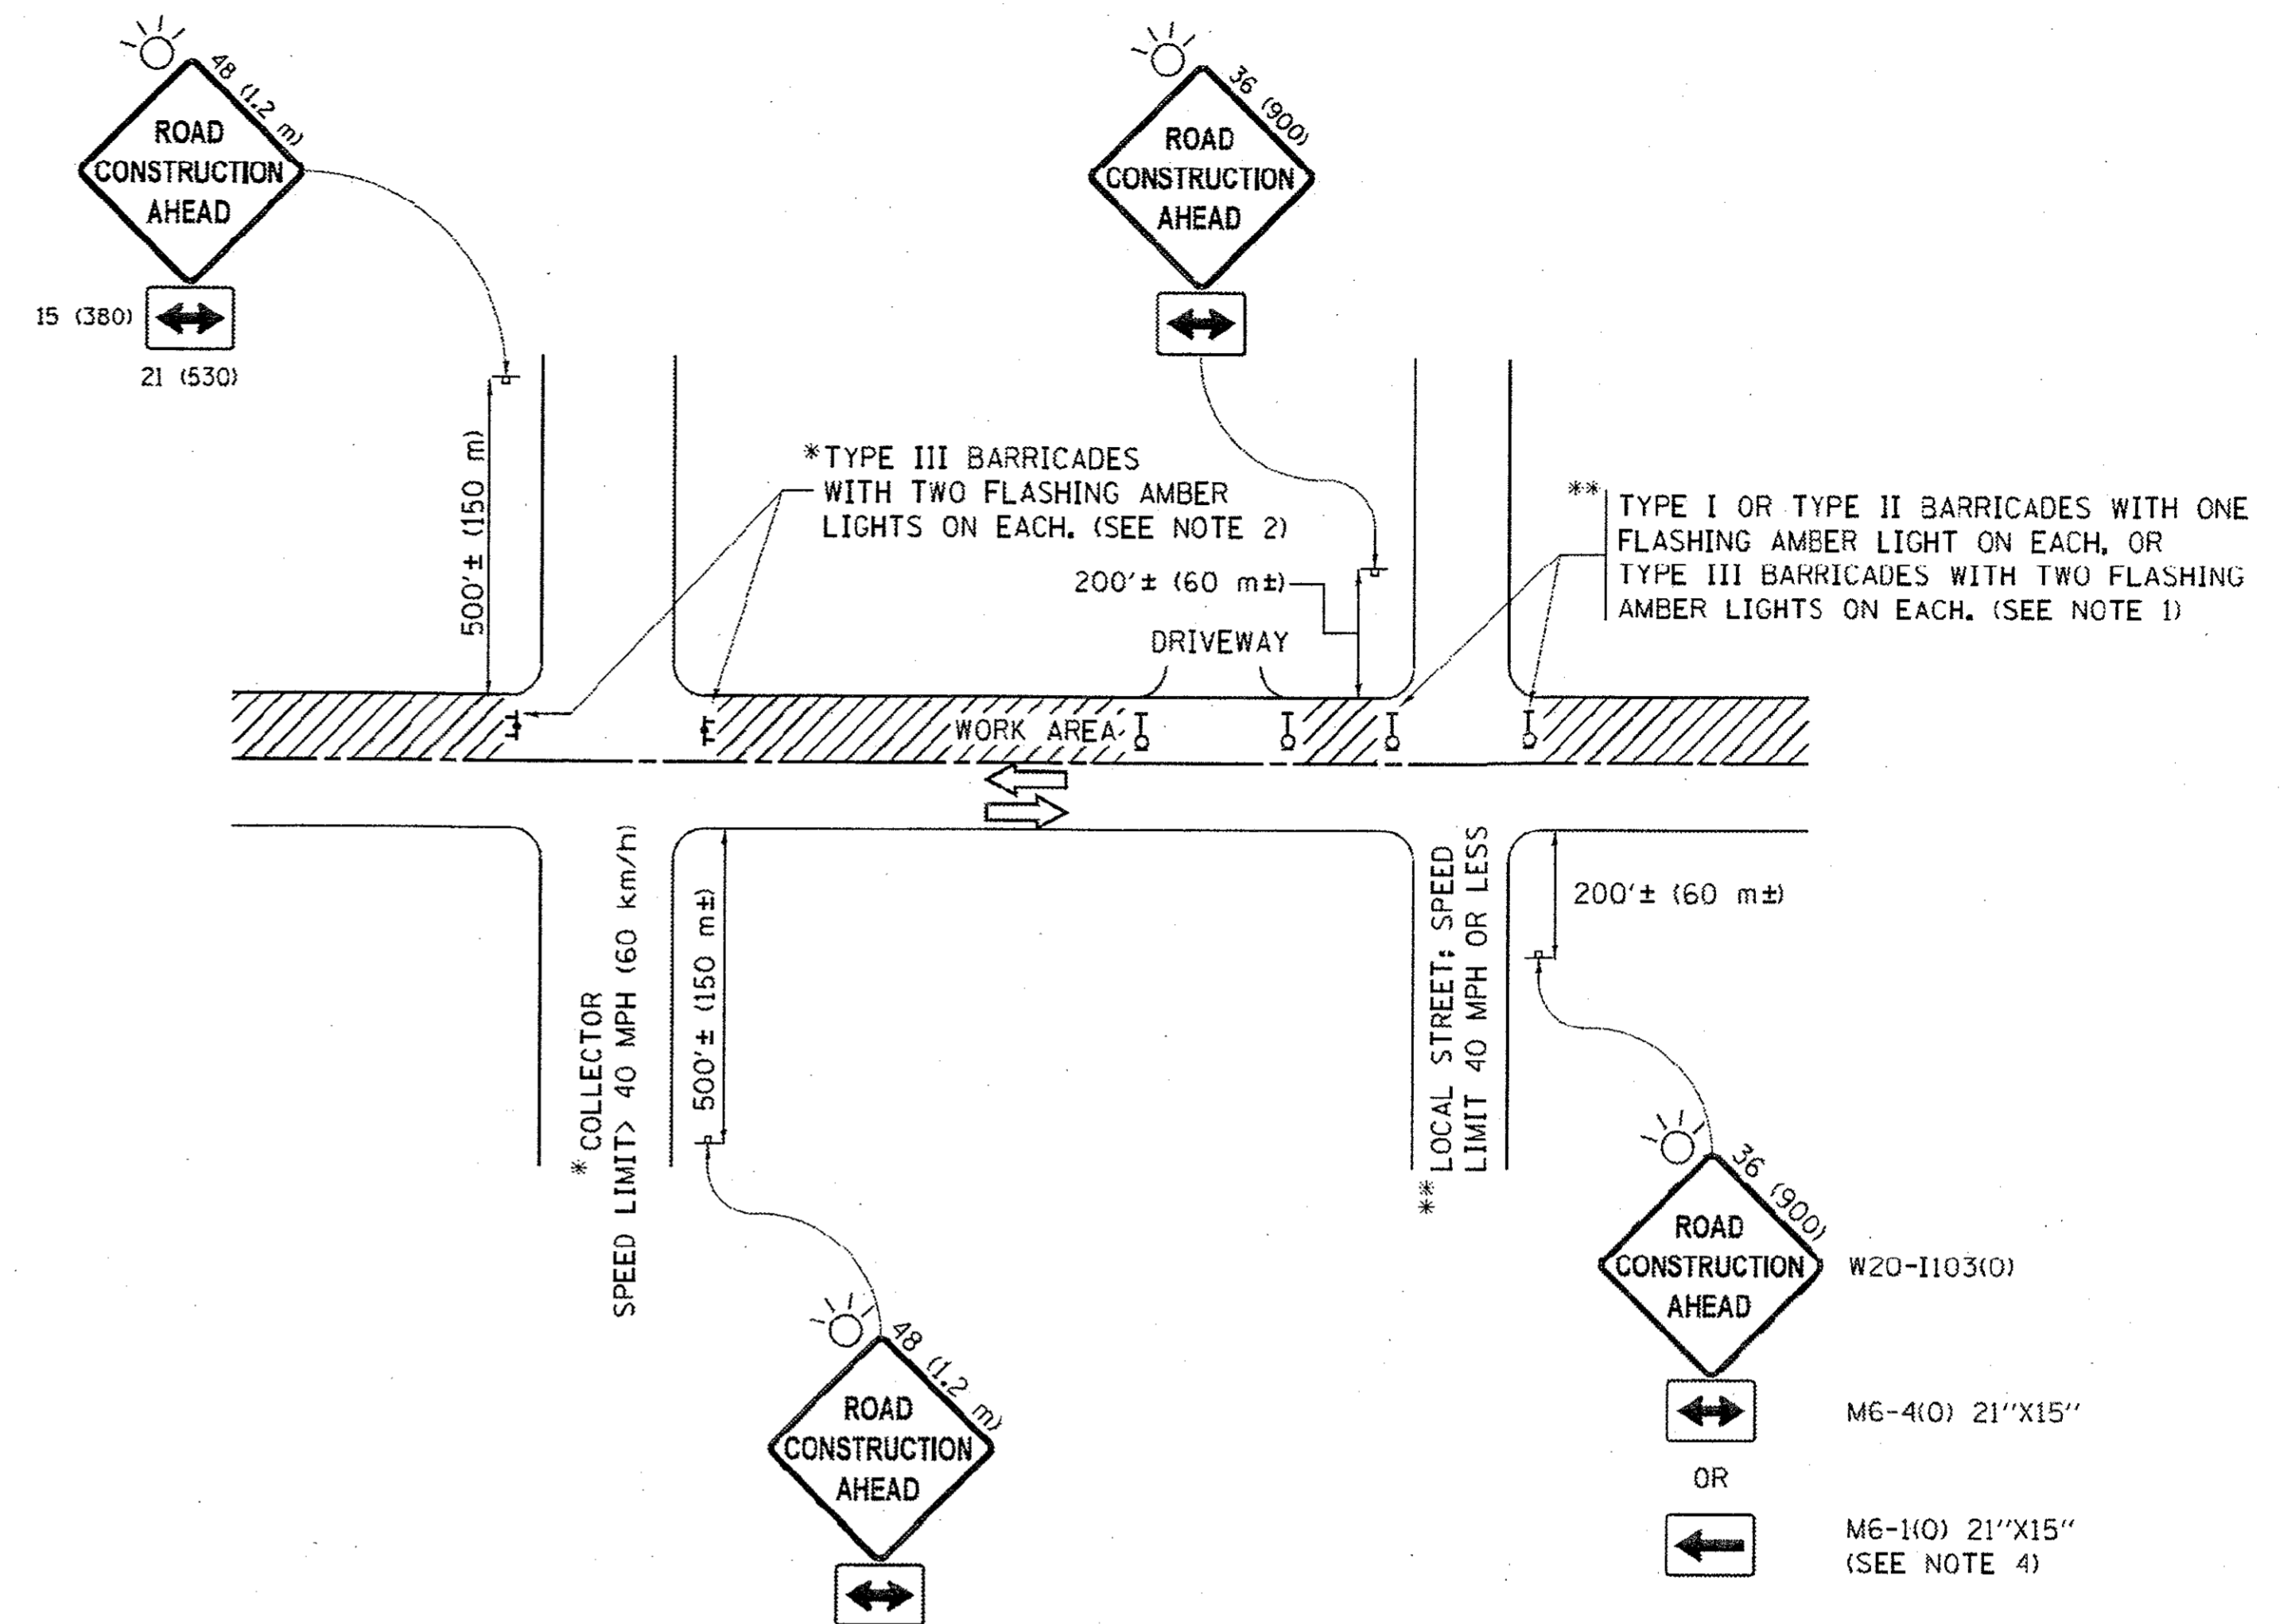 48 (1.2 m)
ROAD
CONSTRUCTION
AHEAD
15 (380)
21 (530)
36 (900)
ROAD
CONSTRUCTION
AHEAD
500'± (150 m)
*TYPE III BARRICADES
WITH TWO FLASHING AMBER
LIGHTS ON EACH. (SEE NOTE 2)
200'± (60 m±)
DRIVEWAY
** TYPE I OR TYPE II BARRICADES WITH ONE
FLASHING AMBER LIGHT ON EACH. OR
TYPE III BARRICADES WITH TWO FLASHING
AMBER LIGHTS ON EACH. (SEE NOTE 1)
WORK AREA
* COLLECTOR
SPEED LIMIT> 40 MPH (60 km/h)
500'± (150 m±)
** LOCAL STREET; SPEED
LIMIT 40 MPH OR LESS
200'± (60 m±)
48 (1.2 m)
ROAD
CONSTRUCTION
AHEAD
36 (900)
ROAD
CONSTRUCTION
AHEAD
W20-I103(O)
M6-4(O) 21''X15''
OR
M6-1(O) 21''X15''
(SEE NOTE 4)